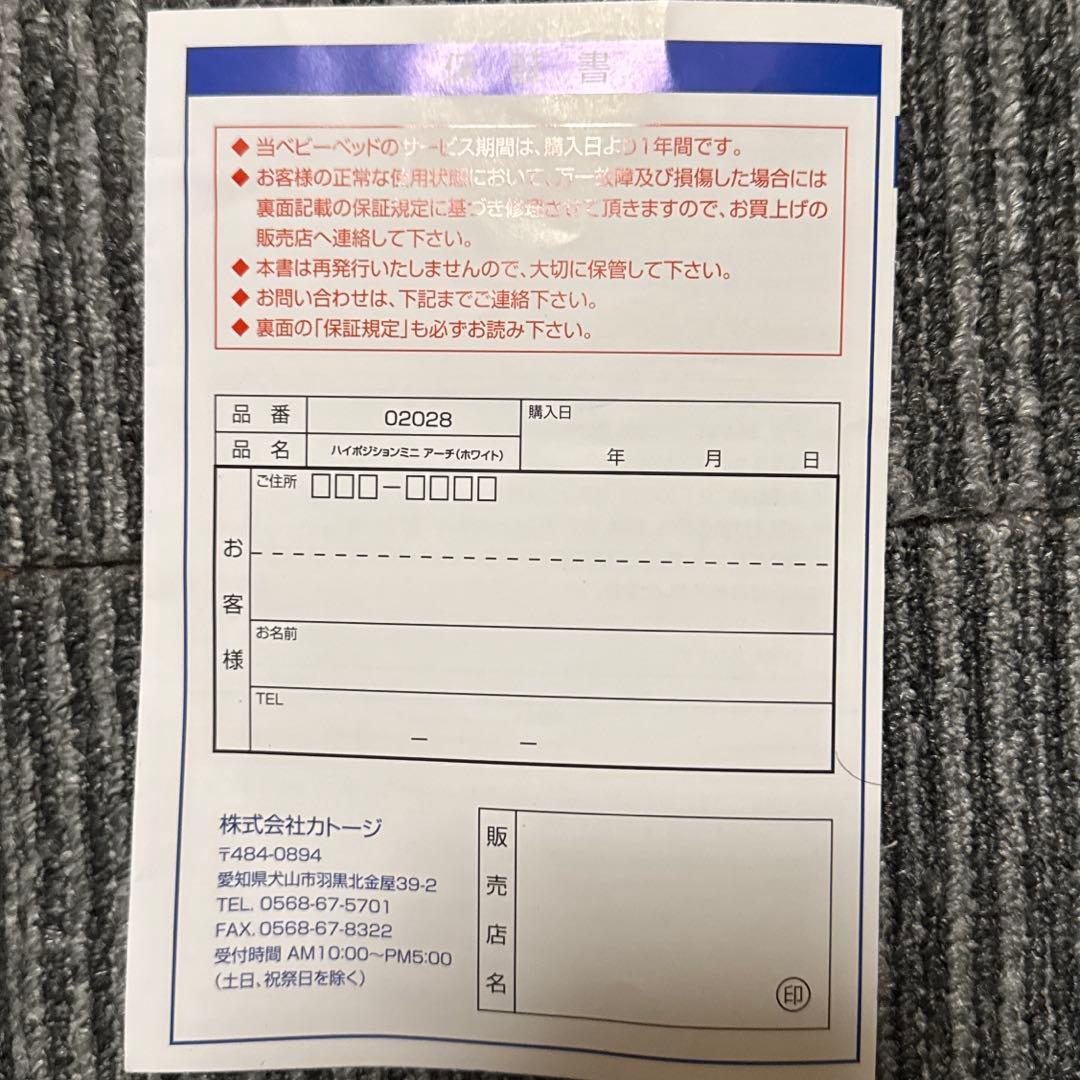 保証書
◆ 当ベビーベッドのサービス期間は、購入日より1年間です。
◆ お客様の正常な使用状態において、万一故障及び損傷した場合には
裏面記載の保証規定に基づき修理させて頂きますので、お買上げの
販売店へ連絡して下さい。
◆ 本書は再発行いたしませんので、大切に保管して下さい。
◆ お問い合わせは、下記までご連絡下さい。
◆ 裏面の「保証規定」も必ずお読み下さい。
品番 02028 購入日
品名 ハイポジションミニ アーチ(ホワイト) 年 月 日
お客様
ご住所 □□□-□□□□
お名前
TEL
- -
株式会社カトージ
〒484-0894
愛知県犬山市羽黒北金屋39-2
TEL. 0568-67-5701
FAX. 0568-67-8322
受付時間 AM10:00〜PM5:00
(土日、祝祭日を除く)
販売店名
印